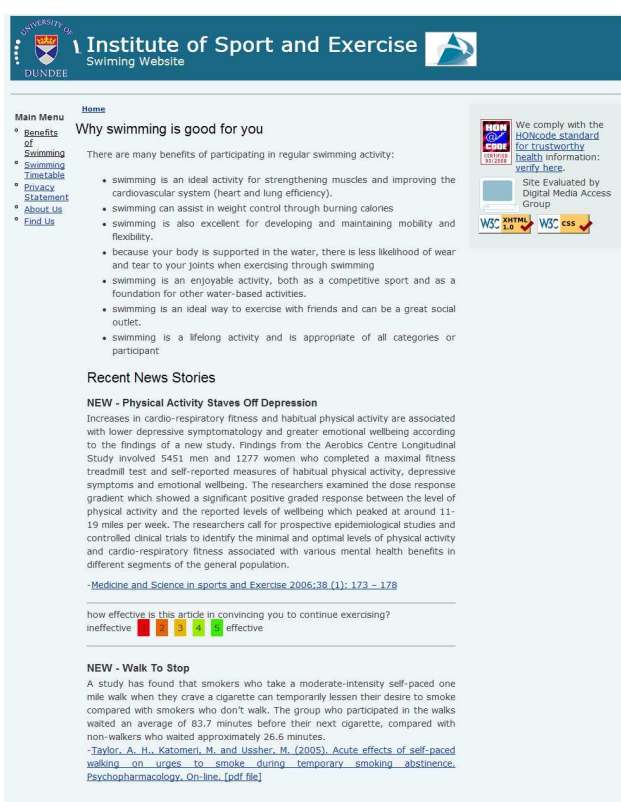 UNIVERSITY OF
DUNDEE
Institute of Sport and Exercise
Swiming Website
Main Menu
Benefits
of
Swimming
Swimming
Timetable
Privacy
Statement
About Us
Find Us
Home
Why swimming is good for you
There are many benefits of participating in regular swimming activity:
• swimming is an ideal activity for strengthening muscles and improving the
cardiovascular system (heart and lung efficiency).
• swimming can assist in weight control through burning calories
• swimming is also excellent for developing and maintaining mobility and
flexibility.
• because your body is supported in the water, there is less likelihood of wear
and tear to your joints when exercising through swimming
• swimming is an enjoyable activity, both as a competitive sport and as a
foundation for other water-based activities.
• swimming is an ideal way to exercise with friends and can be a great social
outlet.
• swimming is a lifelong activity and is appropriate of all categories or
participant
Recent News Stories
NEW - Physical Activity Staves Off Depression
Increases in cardio-respiratory fitness and habitual physical activity are associated
with lower depressive symptomatology and greater emotional wellbeing according
to the findings of a new study. Findings from the Aerobics Centre Longitudinal
Study involved 5451 men and 1277 women who completed a maximal fitness
treadmill test and self-reported measures of habitual physical activity, depressive
symptoms and emotional wellbeing. The researchers examined the dose response
gradient which showed a significant positive graded response between the level of
physical activity and the reported levels of wellbeing which peaked at around 11-
19 miles per week. The researchers call for prospective epidemiological studies and
controlled clinical trials to identify the minimal and optimal levels of physical activity
and cardio-respiratory fitness associated with various mental health benefits in
different segments of the general population.
-Medicine and Science in sports and Exercise 2006;38 (1): 173 – 178
how effective is this article in convincing you to continue exercising?
ineffective 1 2 3 4 5 effective
NEW - Walk To Stop
A study has found that smokers who take a moderate-intensity self-paced one
mile walk when they crave a cigarette can temporarily lessen their desire to smoke
compared with smokers who don't walk. The group who participated in the walks
waited an average of 83.7 minutes before their next cigarette, compared with
non-walkers who waited approximately 26.6 minutes.
-Taylor, A. H., Katomeri, M. and Ussher, M. (2005). Acute effects of self-paced
walking on urges to smoke during temporary smoking abstinence.
Psychopharmacology, On-line. [pdf file]
HON
@
CODE
CERTIFIED
03/2008
We comply with the
HONcode standard
for trustworthy
health information:
verify here.
Site Evaluated by
Digital Media Access
Group
W3C XHTML 1.0
W3C css